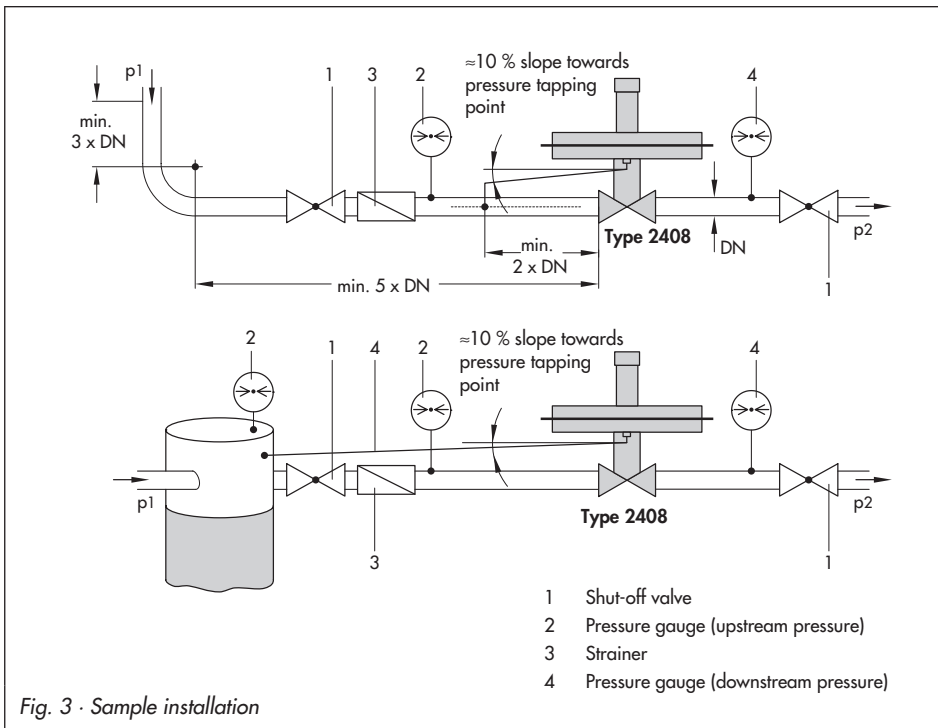 p1
1
3
2
≈10 % slope towards
pressure tapping
point
4
min.
3 x DN
Type 2408
DN
p2
min.
2 x DN
min. 5 x DN
1
2
1
4
2
≈10 % slope towards
pressure tapping
point
4
p1
p2
Type 2408
3
1
1 Shut-off valve
2 Pressure gauge (upstream pressure)
3 Strainer
4 Pressure gauge (downstream pressure)
Fig. 3 · Sample installation